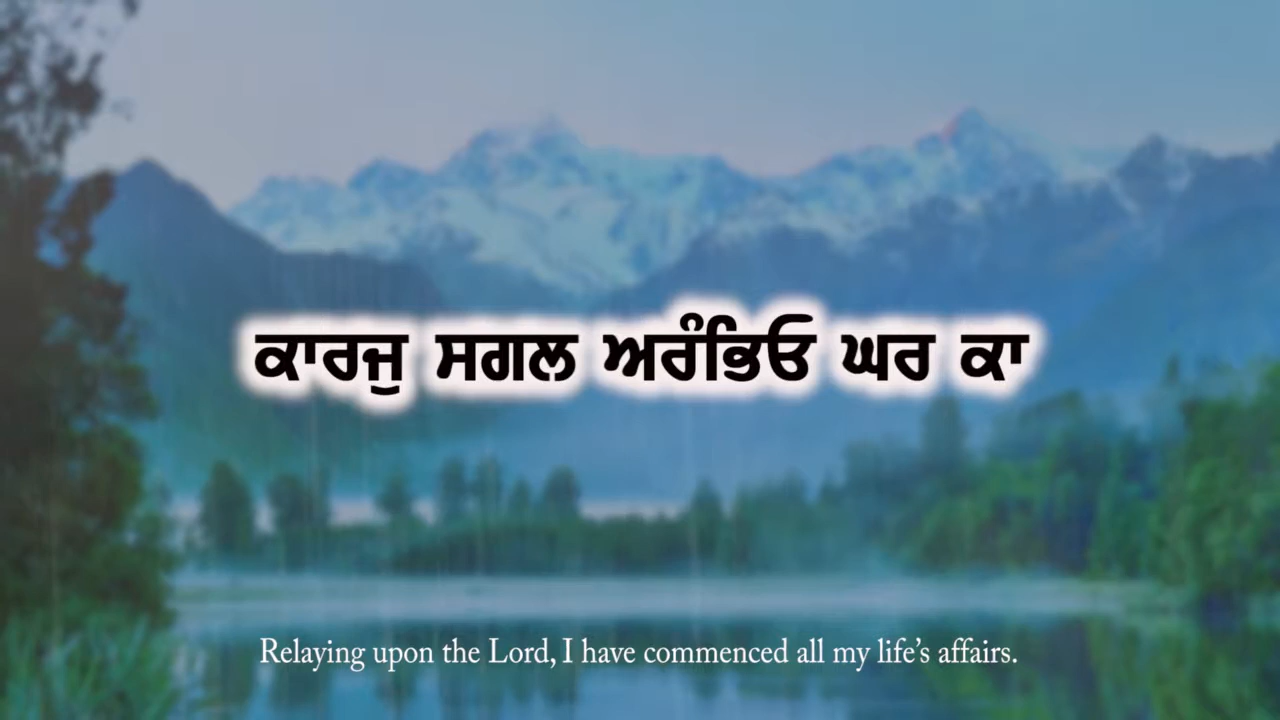 ਕਾਰਜੁ ਸਗਲ ਅਰੰਭਿਓ ਘਰ ਕਾ
Relaying upon the Lord, I have commenced all my life’s affairs.